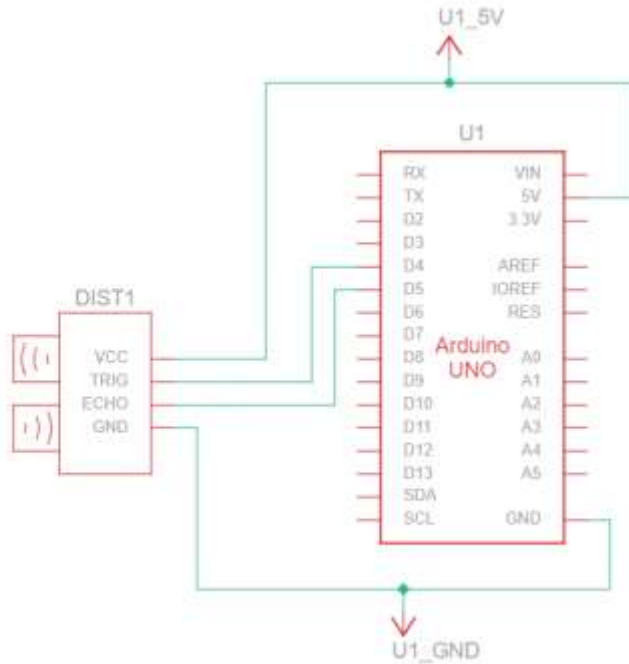 U1_5V
U1
RX
TX
D2
D3
D4
D5
D6
D7
D8
D9
D10
D11
D12
D13
SDA
SCL
VIN
5V
3.3V
AREF
IOREF
RES
A0
A1
A2
A3
A4
A5
GND
Arduino
UNO
DIST1
VCC
TRIG
ECHO
GND
U1_GND